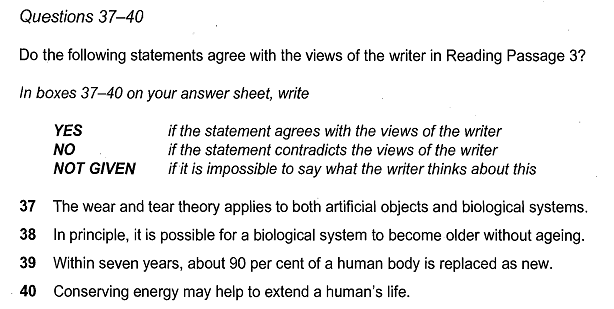 Questions 37–40
Do the following statements agree with the views of the writer in Reading Passage 3?
In boxes 37–40 on your answer sheet, write
YES if the statement agrees with the views of the writer
NO if the statement contradicts the views of the writer
NOT GIVEN if it is impossible to say what the writer thinks about this
37 The wear and tear theory applies to both artificial objects and biological systems.
38 In principle, it is possible for a biological system to become older without ageing.
39 Within seven years, about 90 per cent of a human body is replaced as new.
40 Conserving energy may help to extend a human's life.